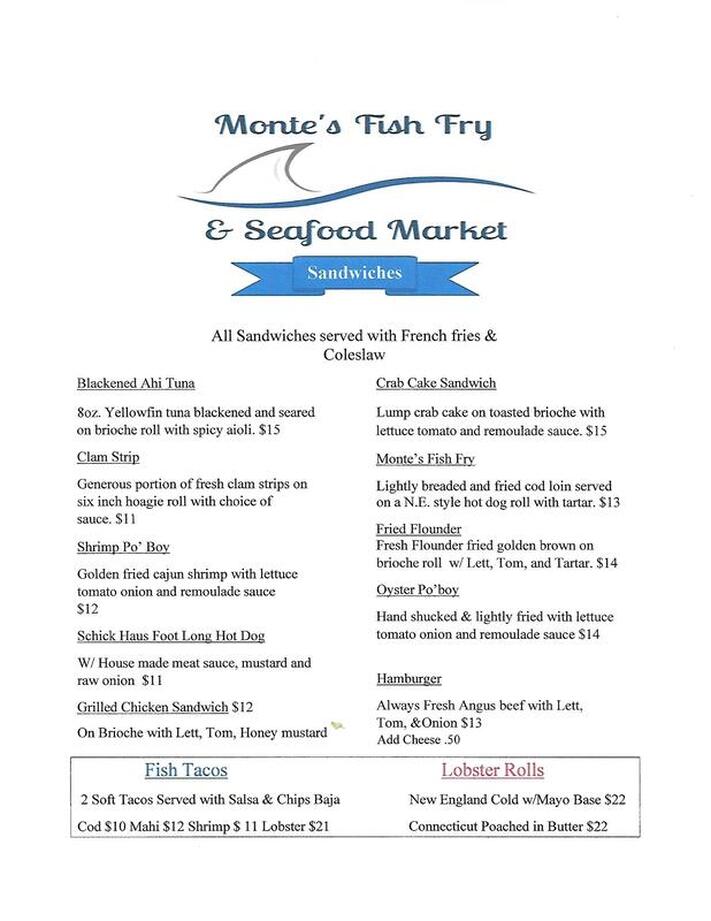 Monte's Fish Fry
& Seafood Market
Sandwiches
All Sandwiches served with French fries &
Coleslaw
Blackened Ahi Tuna
8oz. Yellowfin tuna blackened and seared
on brioche roll with spicy aioli. $15
Clam Strip
Generous portion of fresh clam strips on
six inch hoagie roll with choice of
sauce. $11
Shrimp Po' Boy
Golden fried cajun shrimp with lettuce
tomato onion and remoulade sauce
$12
Schick Haus Foot Long Hot Dog
W/ House made meat sauce, mustard and
raw onion $11
Grilled Chicken Sandwich $12
On Brioche with Lett, Tom, Honey mustard
Crab Cake Sandwich
Lump crab cake on toasted brioche with
lettuce tomato and remoulade sauce. $15
Monte's Fish Fry
Lightly breaded and fried cod loin served
on a N.E. style hot dog roll with tartar. $13
Fried Flounder
Fresh Flounder fried golden brown on
brioche roll w/ Lett, Tom, and Tartar. $14
Oyster Po'boy
Hand shucked & lightly fried with lettuce
tomato onion and remoulade sauce $14
Hamburger
Always Fresh Angus beef with Lett,
Tom, &Onion $13
Add Cheese .50
Fish Tacos
2 Soft Tacos Served with Salsa & Chips Baja
Cod $10 Mahi $12 Shrimp $ 11 Lobster $21
Lobster Rolls
New England Cold w/Mayo Base $22
Connecticut Poached in Butter $22